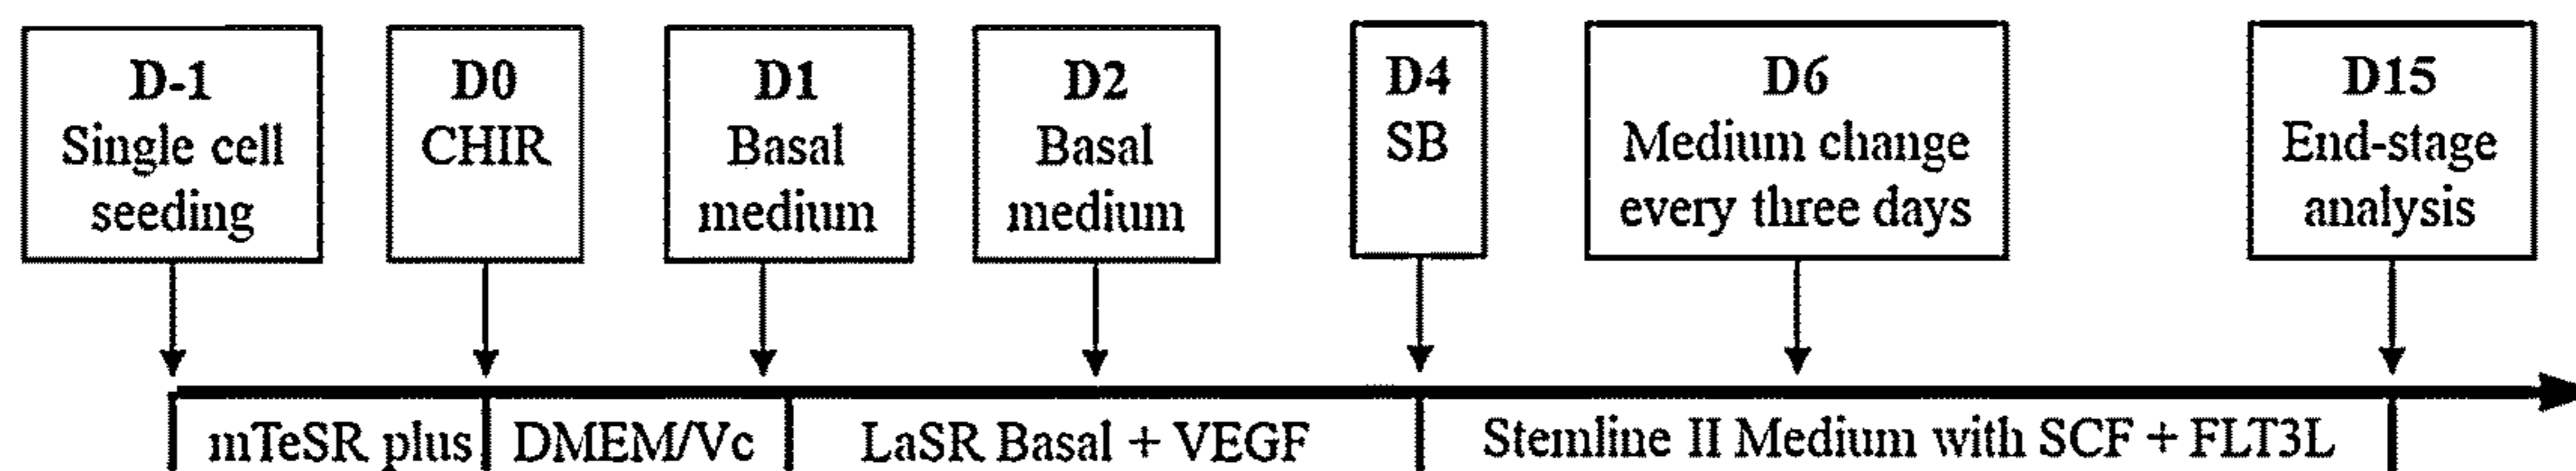 D-1
Single cell
seeding
D0
CHIR
D1
Basal
medium
D2
Basal
medium
D4
SB
D6
Medium change
every three days
D15
End-stage
analysis
mTeSR plus
DMEM/Vc
LaSR Basal + VEGF
Stemline II Medium with SCF + FLT3L